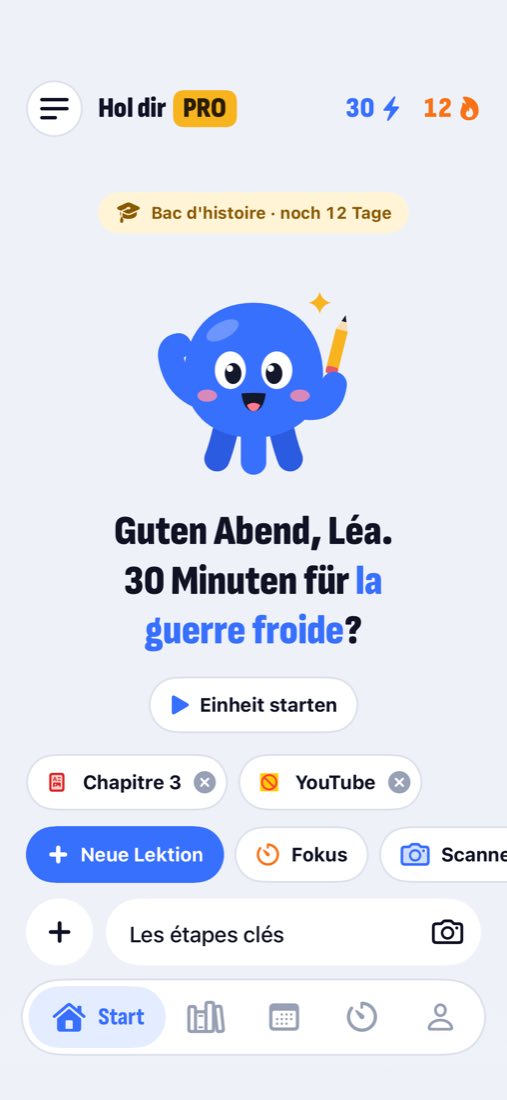 Hol dir PRO
30
12
Bac d'histoire · noch 12 Tage
Guten Abend, Léa.
30 Minuten für la
guerre froide?
Einheit starten
Chapitre 3
YouTube
Neue Lektion
Fokus
Scanne
Les étapes clés
Start